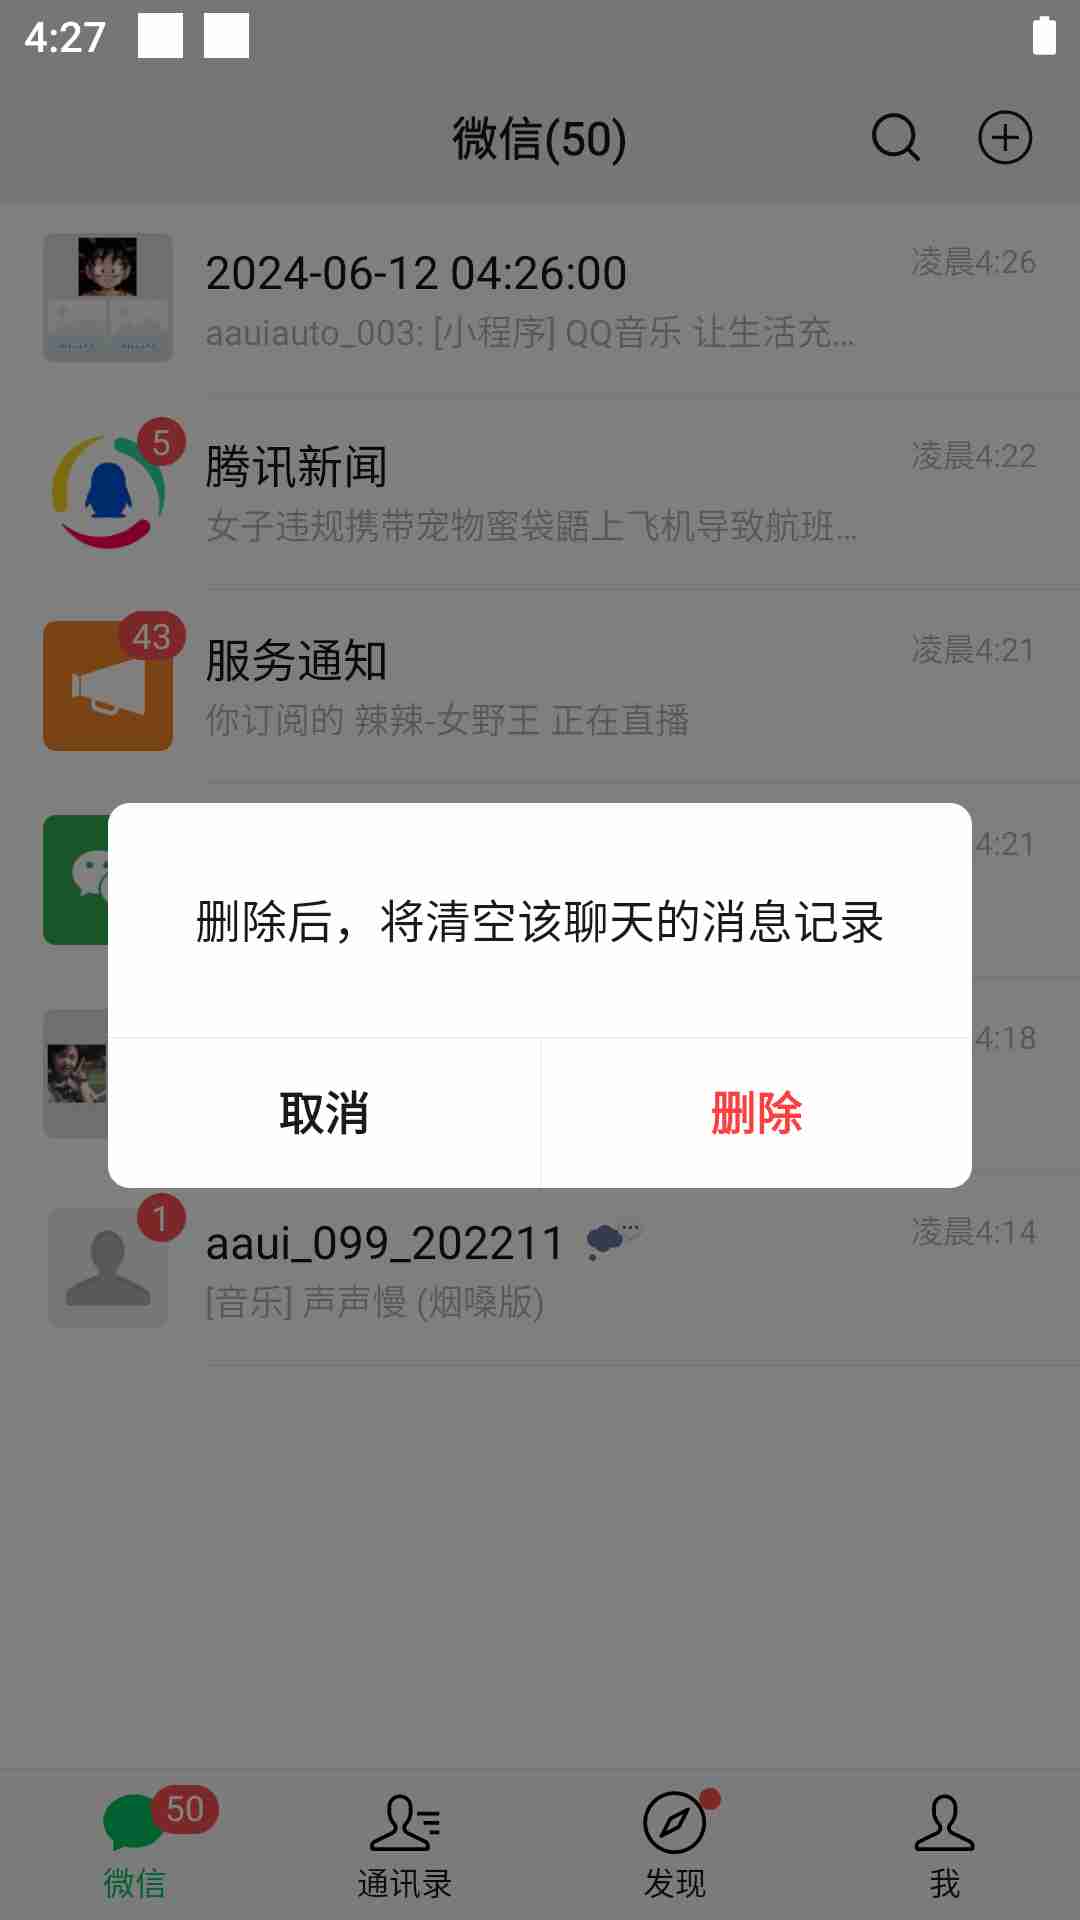 4:27
微信(50)
2024-06-12 04:26:00
凌晨4:26
aauiauto_003: [小程序] QQ音乐 让生活充...
5
腾讯新闻
凌晨4:22
女子违规携带宠物蜜袋鼯上飞机导致航班...
43
服务通知
凌晨4:21
你订阅的 辣辣-女野王 正在直播
4:21
删除后，将清空该聊天的消息记录
4:18
取消
删除
1
aaui_099_202211
凌晨4:14
[音乐] 声声慢 (烟嗓版)
50
微信
通讯录
发现
我